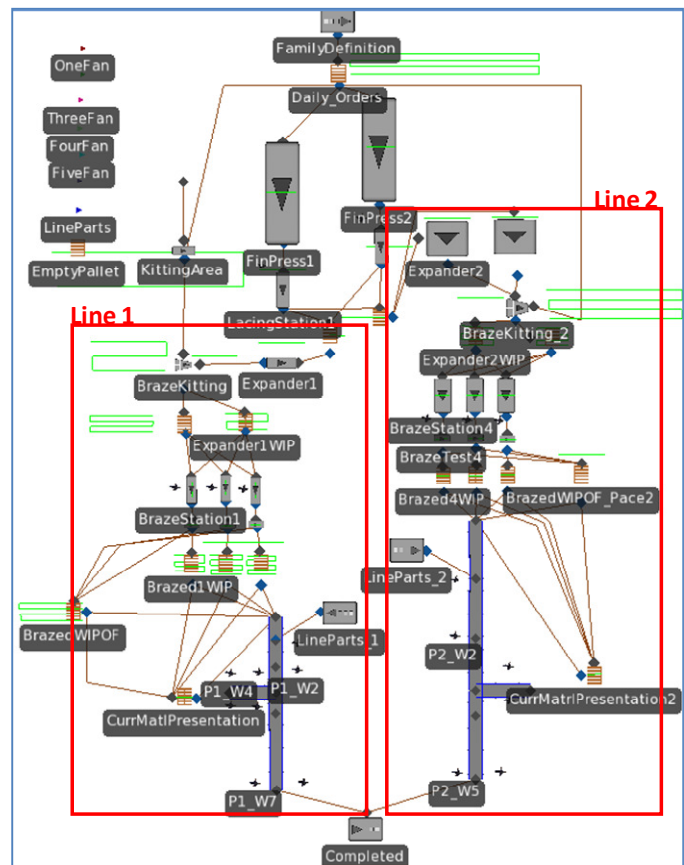 FamilyDefinition
OneFan
Daily_Orders
ThreeFan
FourFan
FiveFan
Line 2
LineParts
FinPress2
EmptyPallet
KittingArea
FinPress1
Expander2
LacingStation1
Line 1
BrazeKitting_2
BrazeKitting
Expander1
Expander2WIP
Expander1WIP
BrazeStation4
BrazeTest4
BrazeStation1
Brazed4WIP
BrazedWIPOF_Pace2
Brazed1WIP
LineParts_2
BrazedWIPOF
LineParts_1
P2_W2
P1_W4
P1_W2
CurrMatlPresentation
CurrMatrlPresentation2
P1_W7
P2_W5
Completed